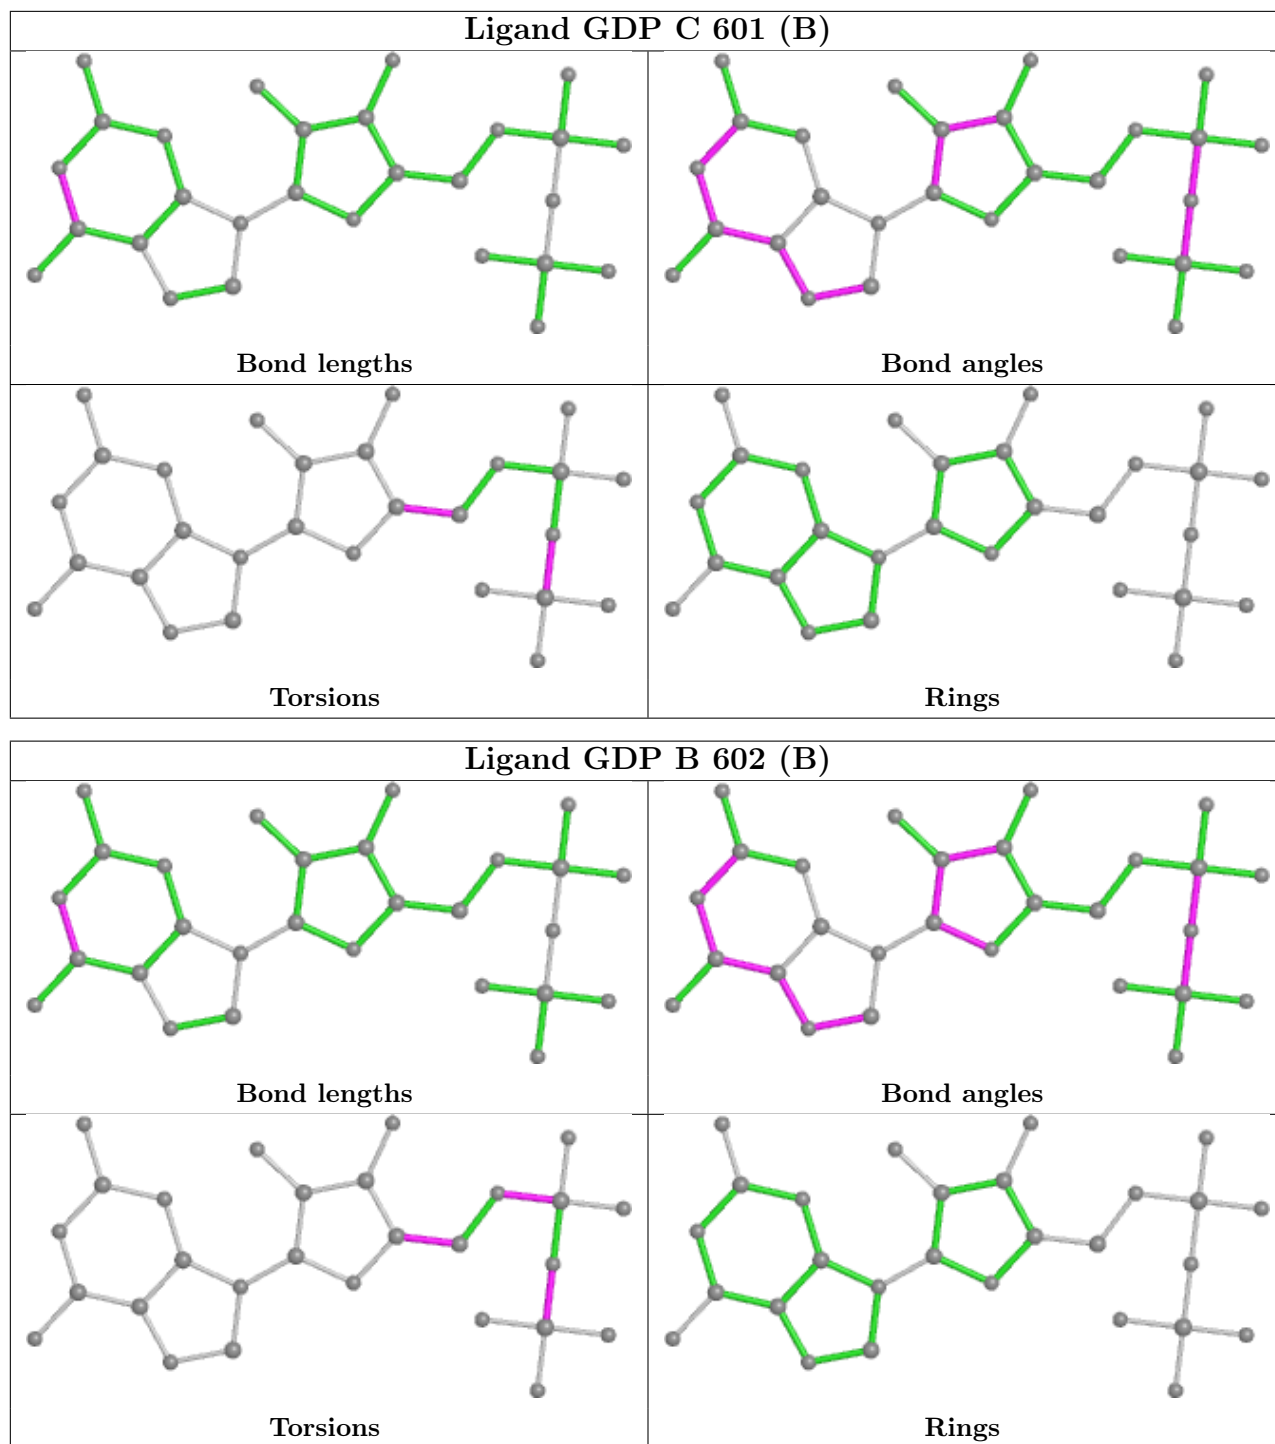 Ligand GDP C 601 (B)
Bond lengths
Bond angles
Torsions
Rings
Ligand GDP B 602 (B)
Bond lengths
Bond angles
Torsions
Rings